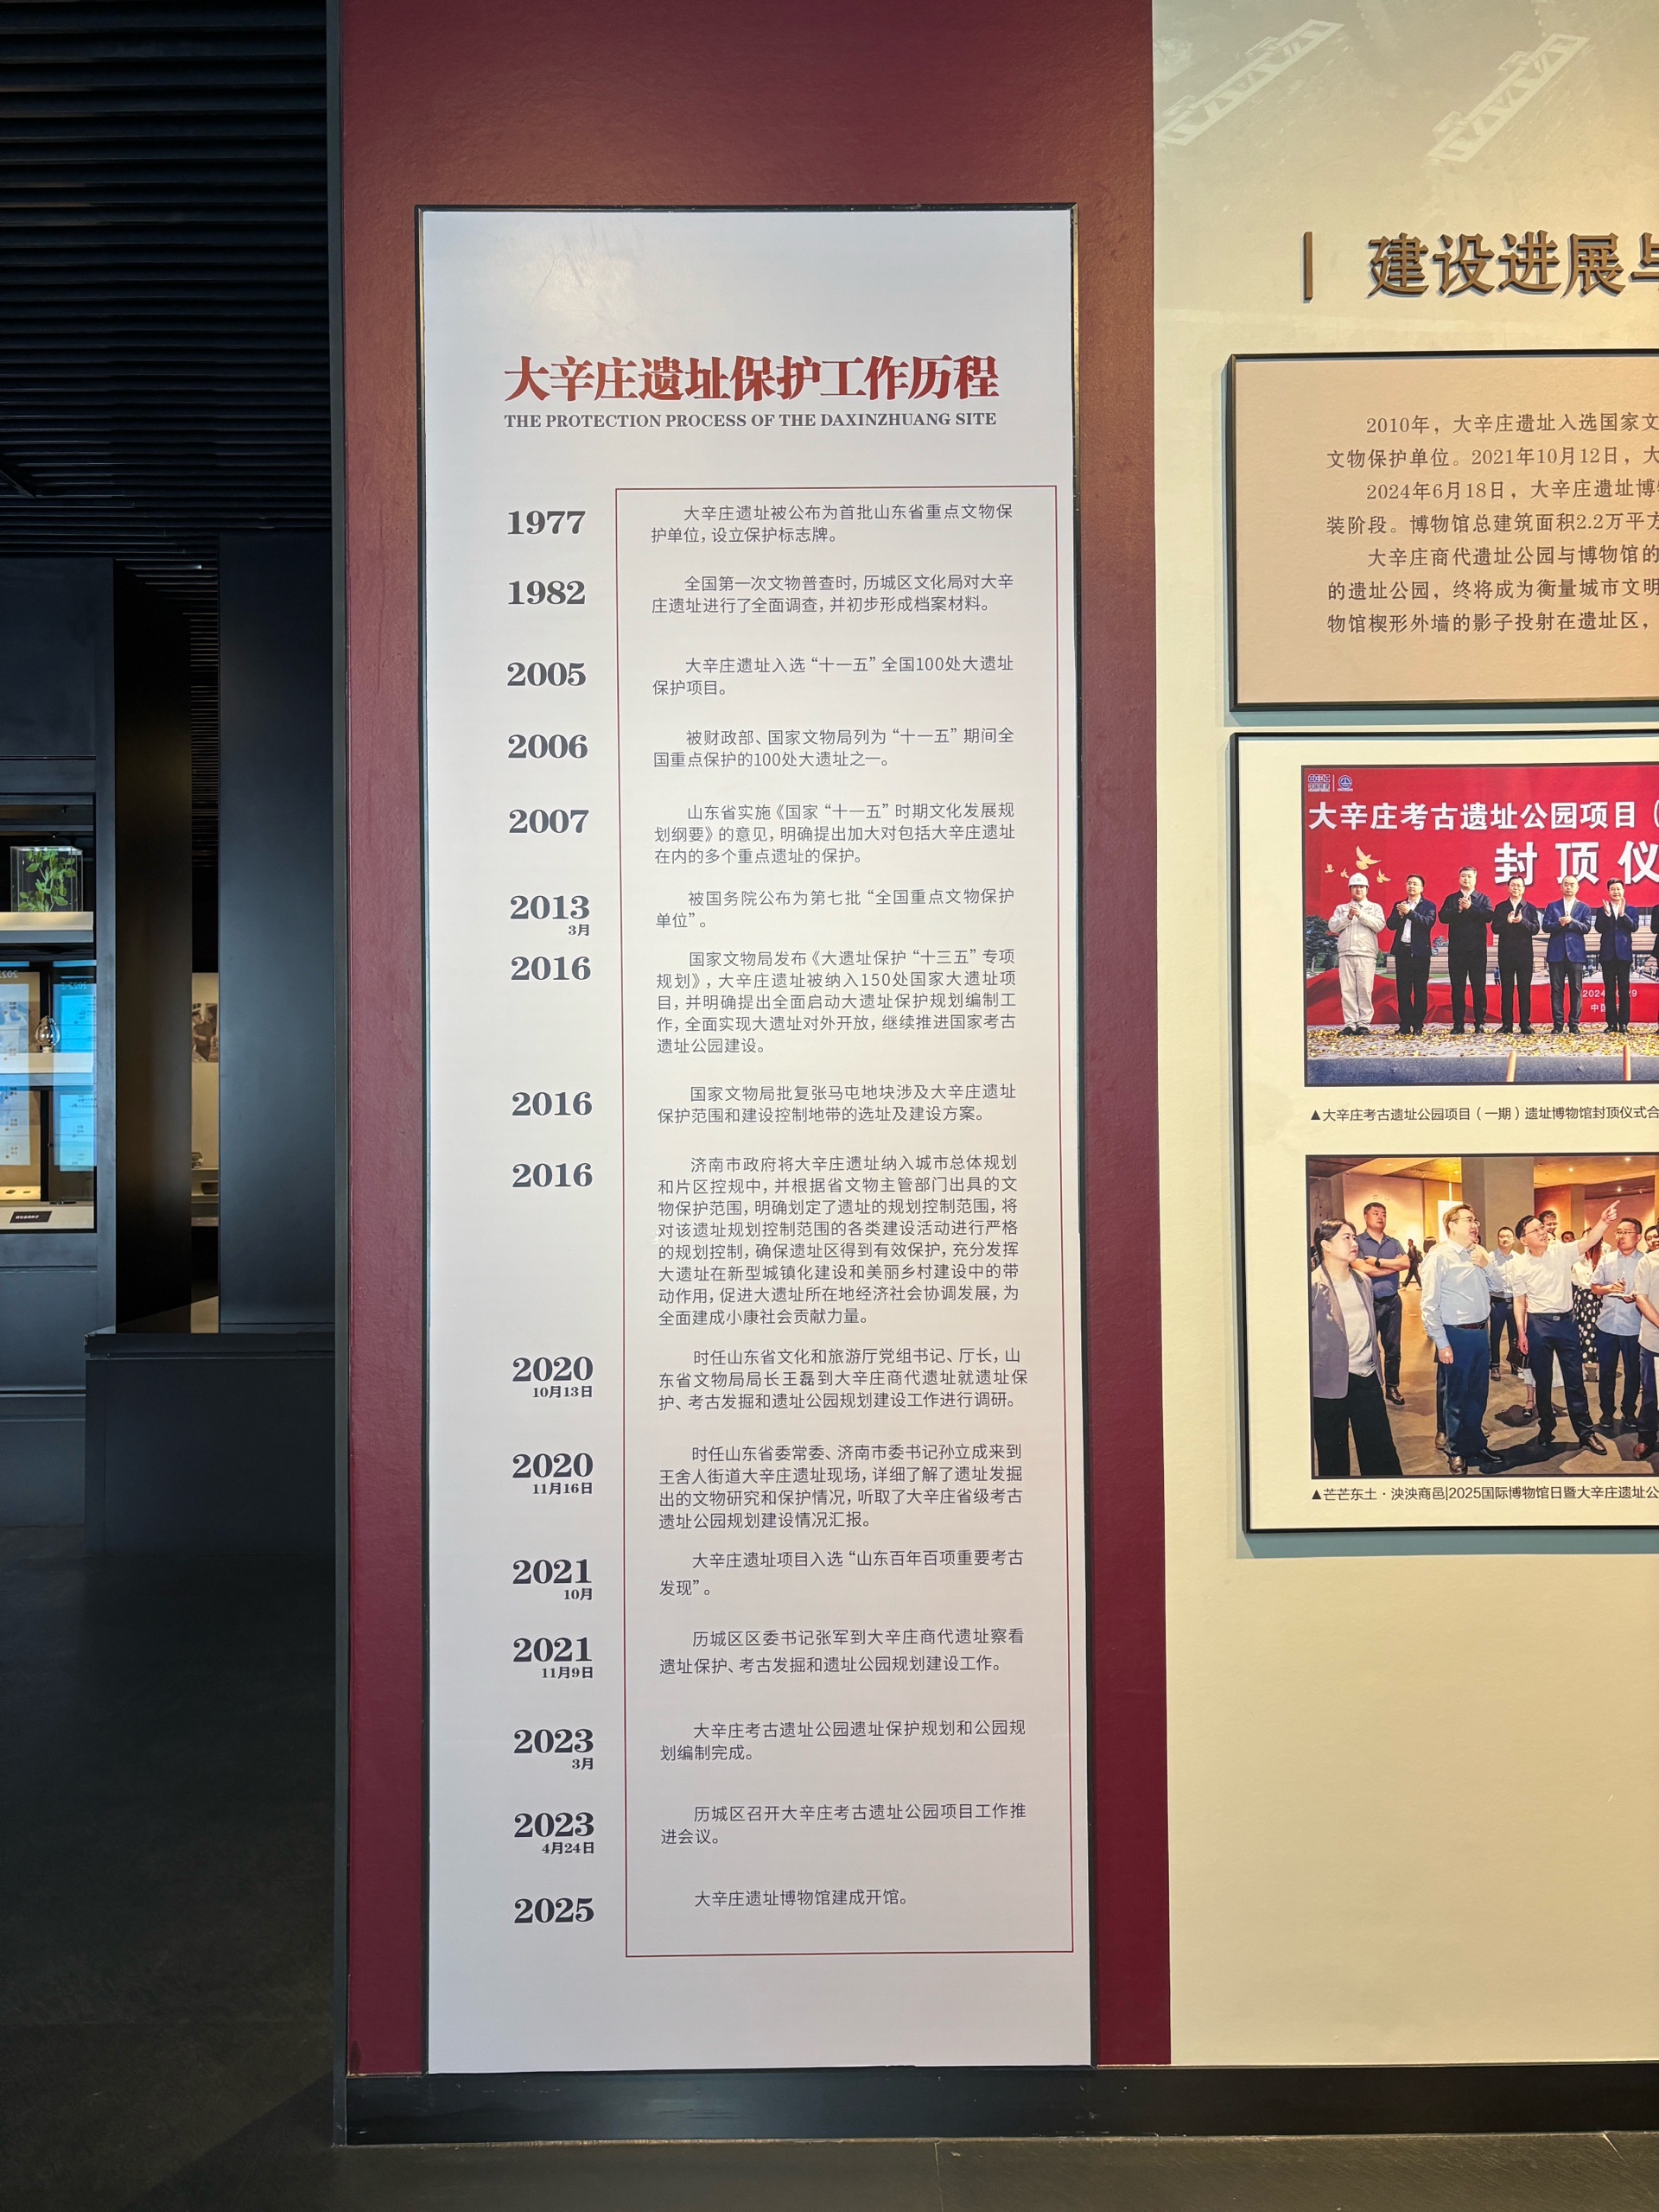 大辛庄遗址保护工作历程
THE PROTECTION PROCESS OF THE DAXINZHUANG SITE
1977
大辛庄遗址被公布为首批山东省重点文物保
护单位，设立保护标志牌。
1982
全国第一次文物普查时，历城区文化局对大辛
庄遗址进行了全面调查，并初步形成档案材料。
2005
大辛庄遗址入选“十一五”全国100处大遗址
保护项目。
2006
被财政部、国家文物局列为“十一五”期间全
国重点保护的100处大遗址之一。
2007
山东省实施《国家“十一五”时期文化发展规
划纲要》的意见，明确提出加大对包括大辛庄遗址
在内的多个重点遗址的保护。
2013
3月
被国务院公布为第七批“全国重点文物保护
单位”。
2016
国家文物局发布《大遗址保护“十三五”专项
规划》，大辛庄遗址被纳入150处国家大遗址项
目，并明确提出全面启动大遗址保护规划编制工
作，全面实现大遗址对外开放，继续推进国家考古
遗址公园建设。
2016
国家文物局批复张马屯地块涉及大辛庄遗址
保护范围和建设控制地带的选址及建设方案。
2016
济南市政府将大辛庄遗址纳入城市总体规划
和片区控规中，并根据省文物主管部门出具的文
物保护范围，明确划定了遗址的规划控制范围，将
对该遗址规划控制范围的各类建设活动进行严格
的规划控制，确保遗址区得到有效保护，充分发挥
大遗址在新型城镇化建设和美丽乡村建设中的带
动作用，促进大遗址所在地经济社会协调发展，为
全面建成小康社会贡献力量。
2020
10月13日
时任山东省文化和旅游厅党组书记、厅长，山
东省文物局局长王磊到大辛庄商代遗址就遗址保
护、考古发掘和遗址公园规划建设工作进行调研。
2020
11月16日
时任山东省委常委、济南市委书记孙立成来到
王舍人街道大辛庄遗址现场，详细了解了遗址发掘
出的文物研究和保护情况，听取了大辛庄省级考古
遗址公园规划建设情况汇报。
2021
10月
大辛庄遗址项目入选“山东百年百项重要考古
发现”。
2021
11月9日
历城区区委书记张军到大辛庄商代遗址察看
遗址保护、考古发掘和遗址公园规划建设工作。
2023
3月
大辛庄考古遗址公园遗址保护规划和公园规
划编制完成。
2023
4月24日
历城区召开大辛庄考古遗址公园项目工作推
进会议。
2025
大辛庄遗址博物馆建成开馆。
建设进展与
2010年，大辛庄遗址入选国家文
文物保护单位。2021年10月12日，大
2024年6月18日，大辛庄遗址博物
装阶段。博物馆总建筑面积2.2万平方
大辛庄商代遗址公园与博物馆的
的遗址公园，终将成为衡量城市文明
物馆楔形外墙的影子投射在遗址区，
大辛庄考古遗址公园项目（
封顶仪
▲大辛庄考古遗址公园项目（一期）遗址博物馆封顶仪式合
▲芒芒东土·泱泱商邑|2025国际博物馆日暨大辛庄遗址公